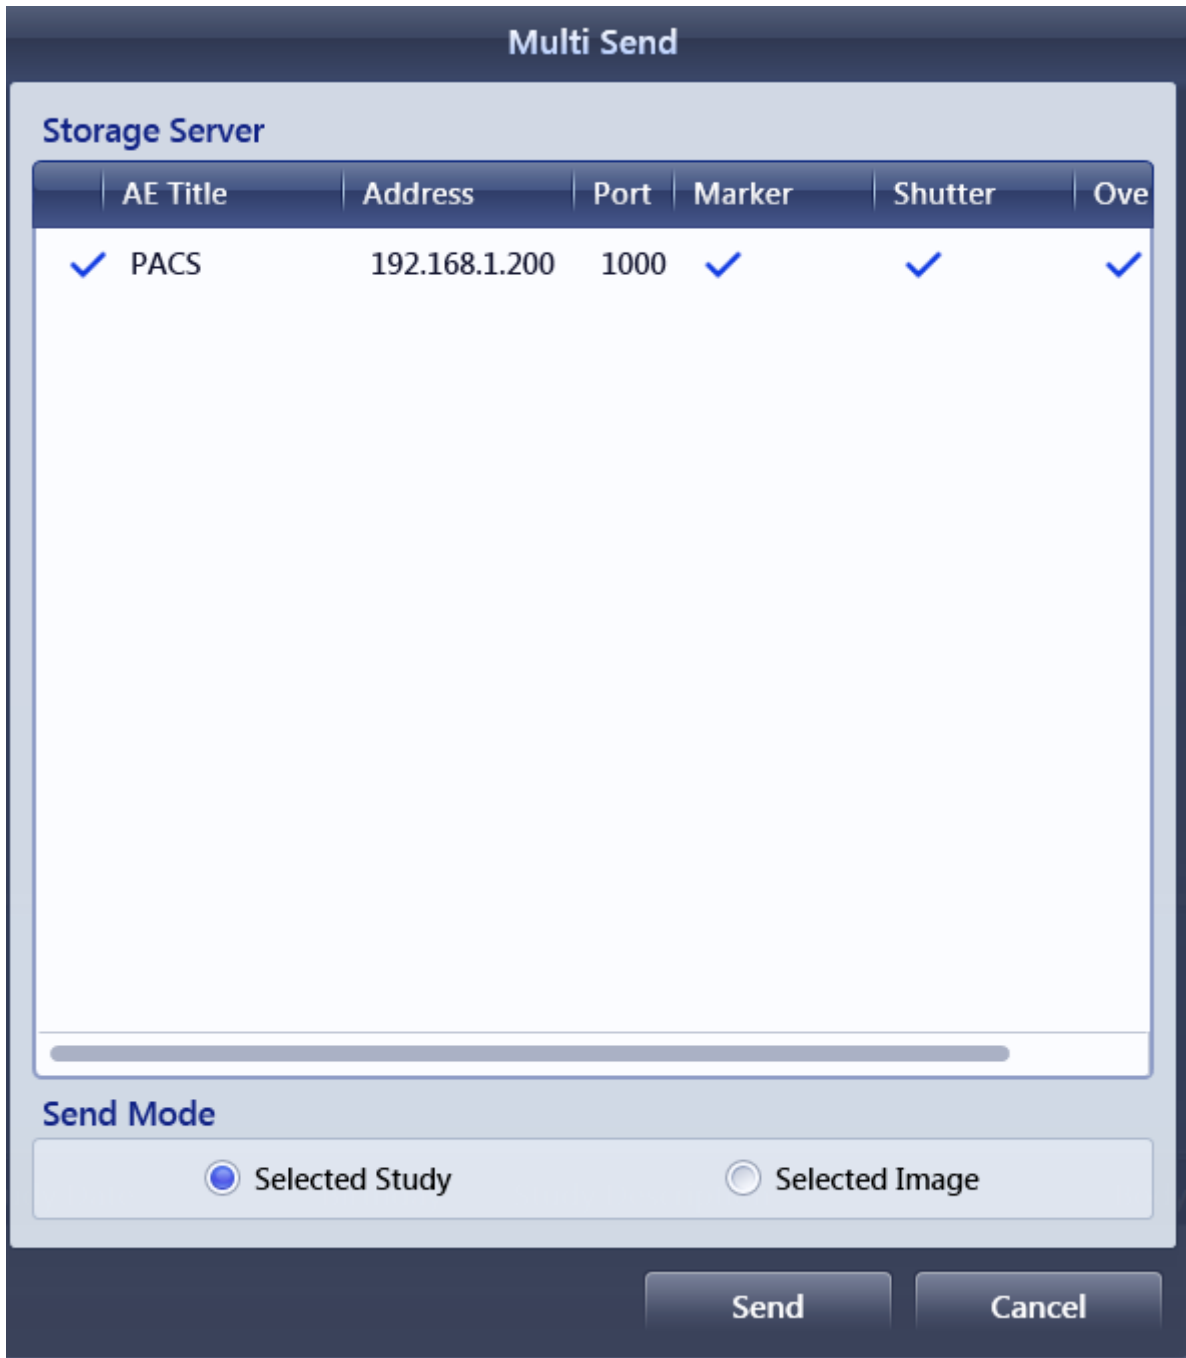 Multi Send
Storage Server
AE Title Address Port Marker Shutter Ove
PACS 192.168.1.200 1000
Send Mode
Selected Study Selected Image
Send Cancel